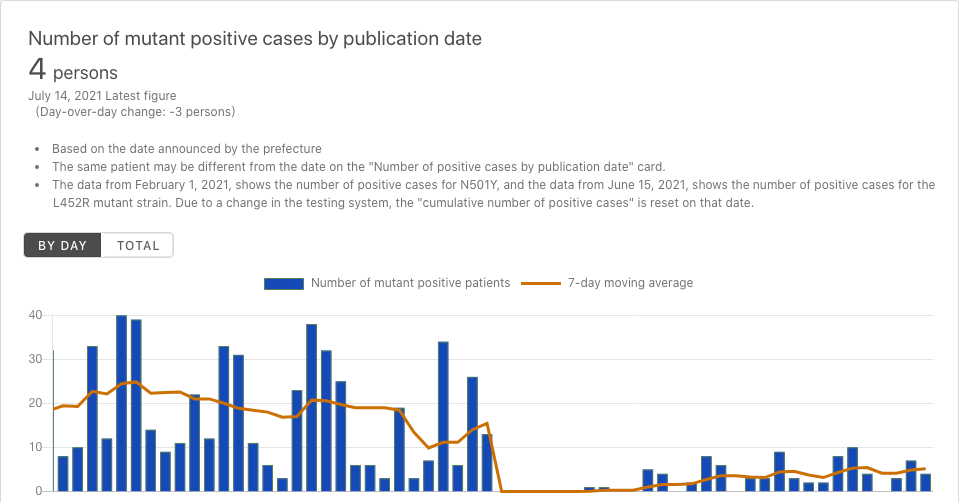 Number of mutant positive cases by publication date
4 persons
July 14, 2021 Latest figure
(Day-over-day change: -3 persons)
• Based on the date announced by the prefecture
• The same patient may be different from the date on the "Number of positive cases by publication date" card.
• The data from February 1, 2021, shows the number of positive cases for N501Y, and the data from June 15, 2021, shows the number of positive cases for the
L452R mutant strain. Due to a change in the testing system, the "cumulative number of positive cases" is reset on that date.
BY DAY TOTAL
Number of mutant positive patients 7-day moving average
40
30
20
10
0